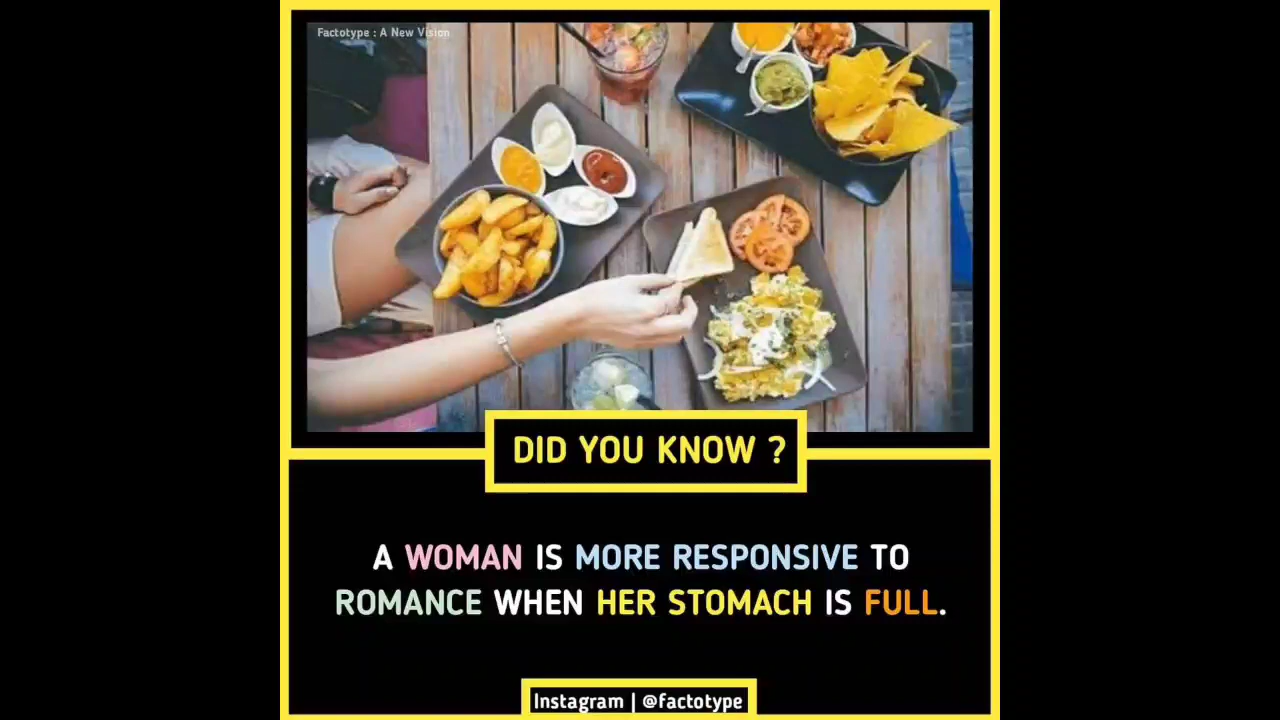 Factotype : A New Vision
DID YOU KNOW ?
A WOMAN IS MORE RESPONSIVE TO
ROMANCE WHEN HER STOMACH IS FULL.
Instagram | @factotype